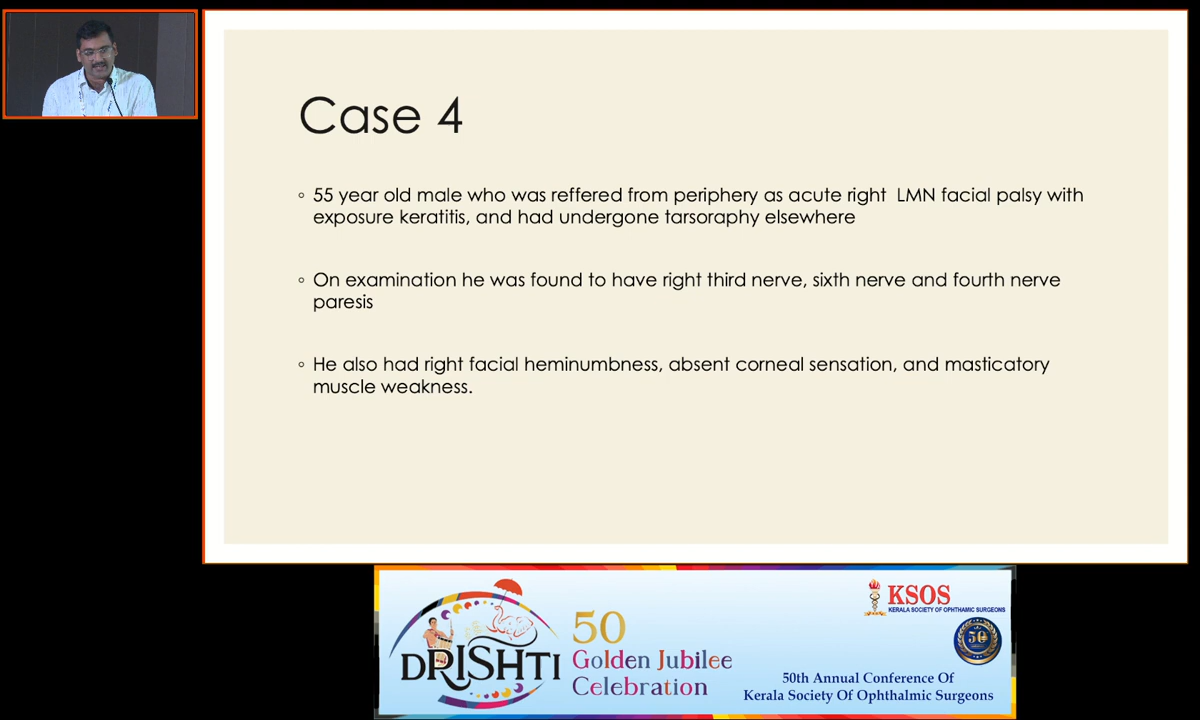 Case 4
◦ 55 year old male who was reffered from periphery as acute right LMN facial palsy with
exposure keratitis, and had undergone tarsoraphy elsewhere
◦ On examination he was found to have right third nerve, sixth nerve and fourth nerve
paresis
◦ He also had right facial heminumbness, absent corneal sensation, and masticatory
muscle weakness.
DRISHTI
50
Golden Jubilee
Celebration
KSOS
KERALA SOCIETY OF OPHTHAMIC SURGEONS
50
50th Annual Conference Of
Kerala Society Of Ophthalmic Surgeons